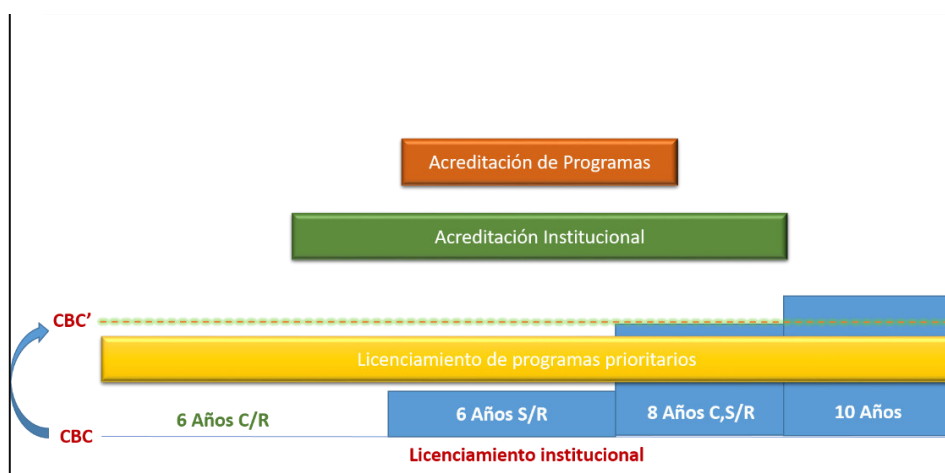 Acreditación de Programas
Acreditación Institucional
CBC'
Licenciamiento de programas prioritarios
6 Años C/R
6 Años S/R
8 Años C,S/R
10 Años
CBC
Licenciamiento institucional